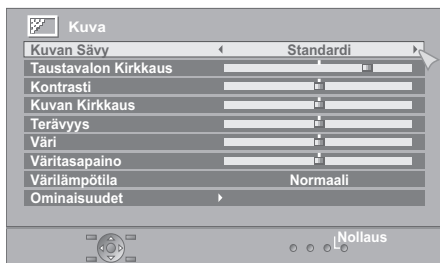 Kuva
Kuvan Sävy Standardi
Taustavalon Kirkkaus
Kontrasti
Kuvan Kirkkaus
Terävyys
Väri
Väritasapaino
Värilämpötila Normaali
Ominaisuudet
Nollaus